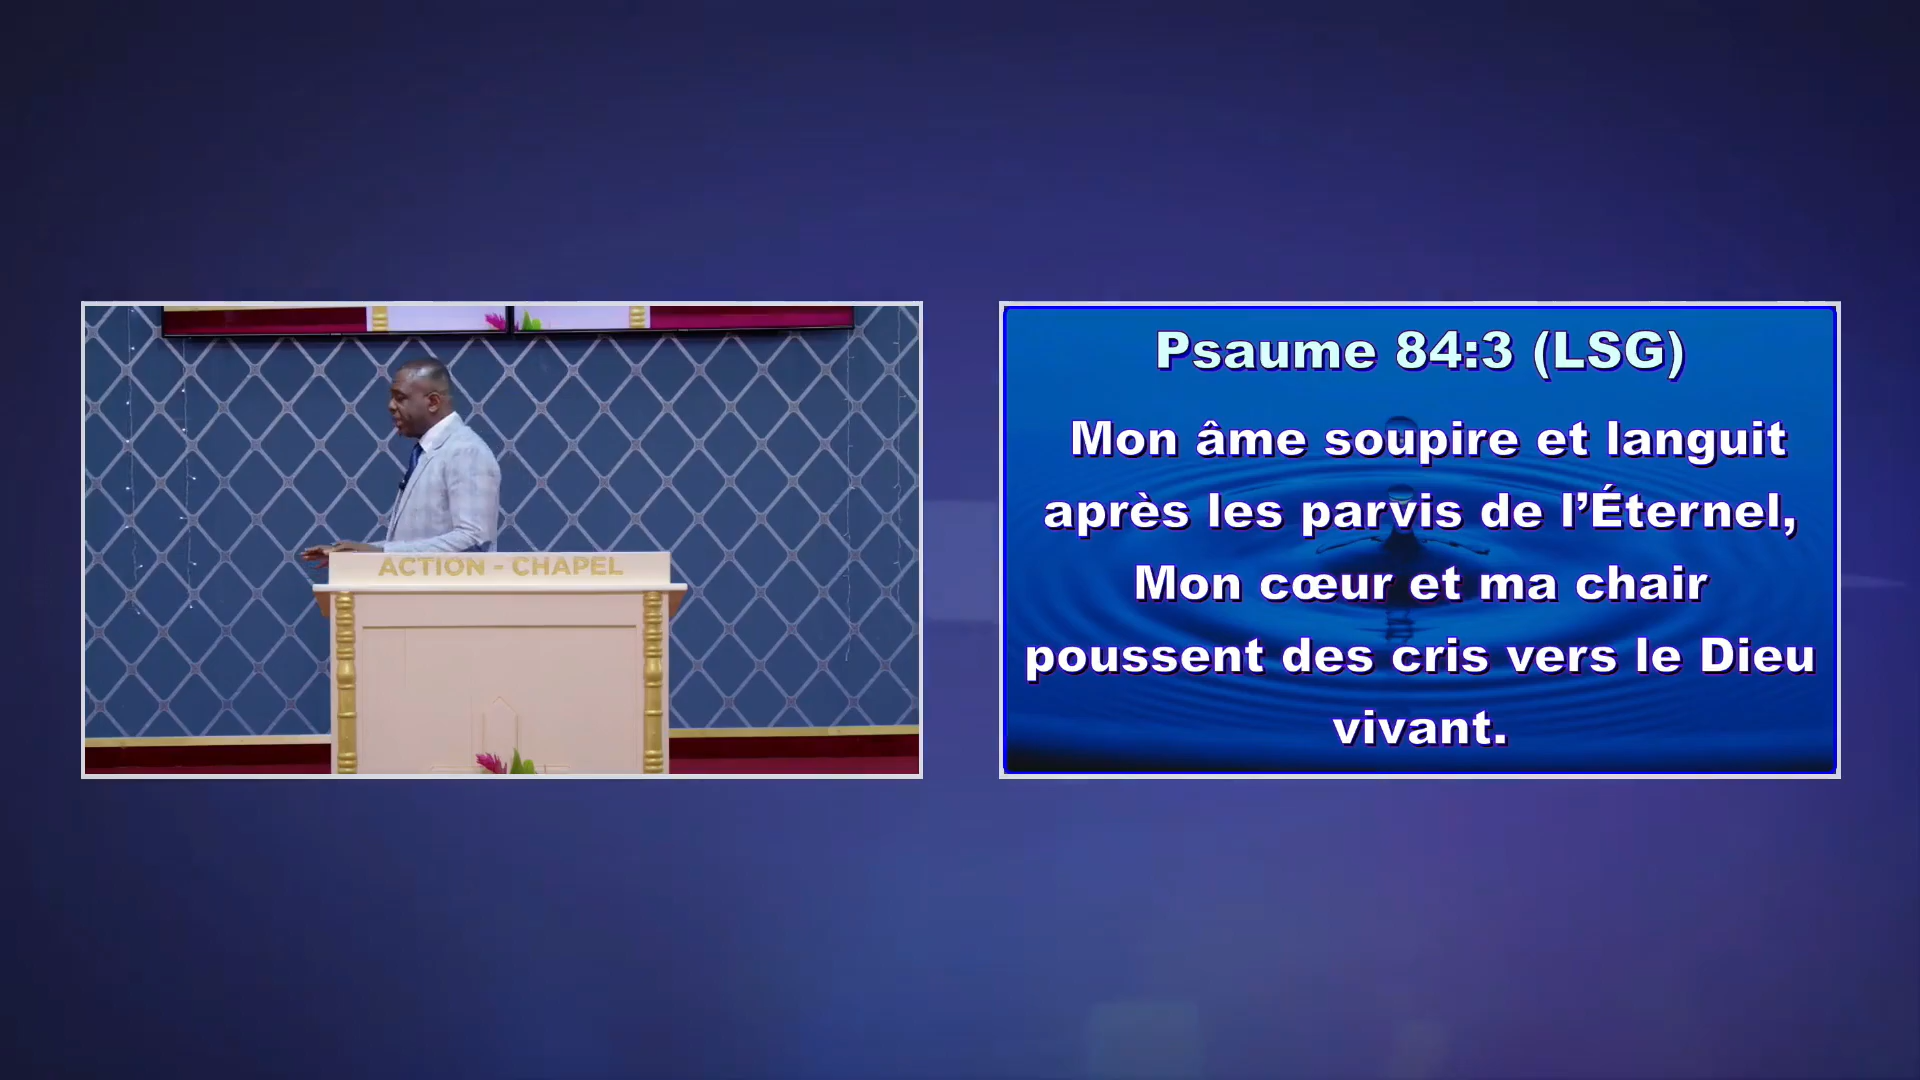 ACTION - CHAPEL
Psaume 84:3 (LSG)
Mon âme soupire et languit
après les parvis de l’Éternel,
Mon cœur et ma chair
poussent des cris vers le Dieu
vivant.